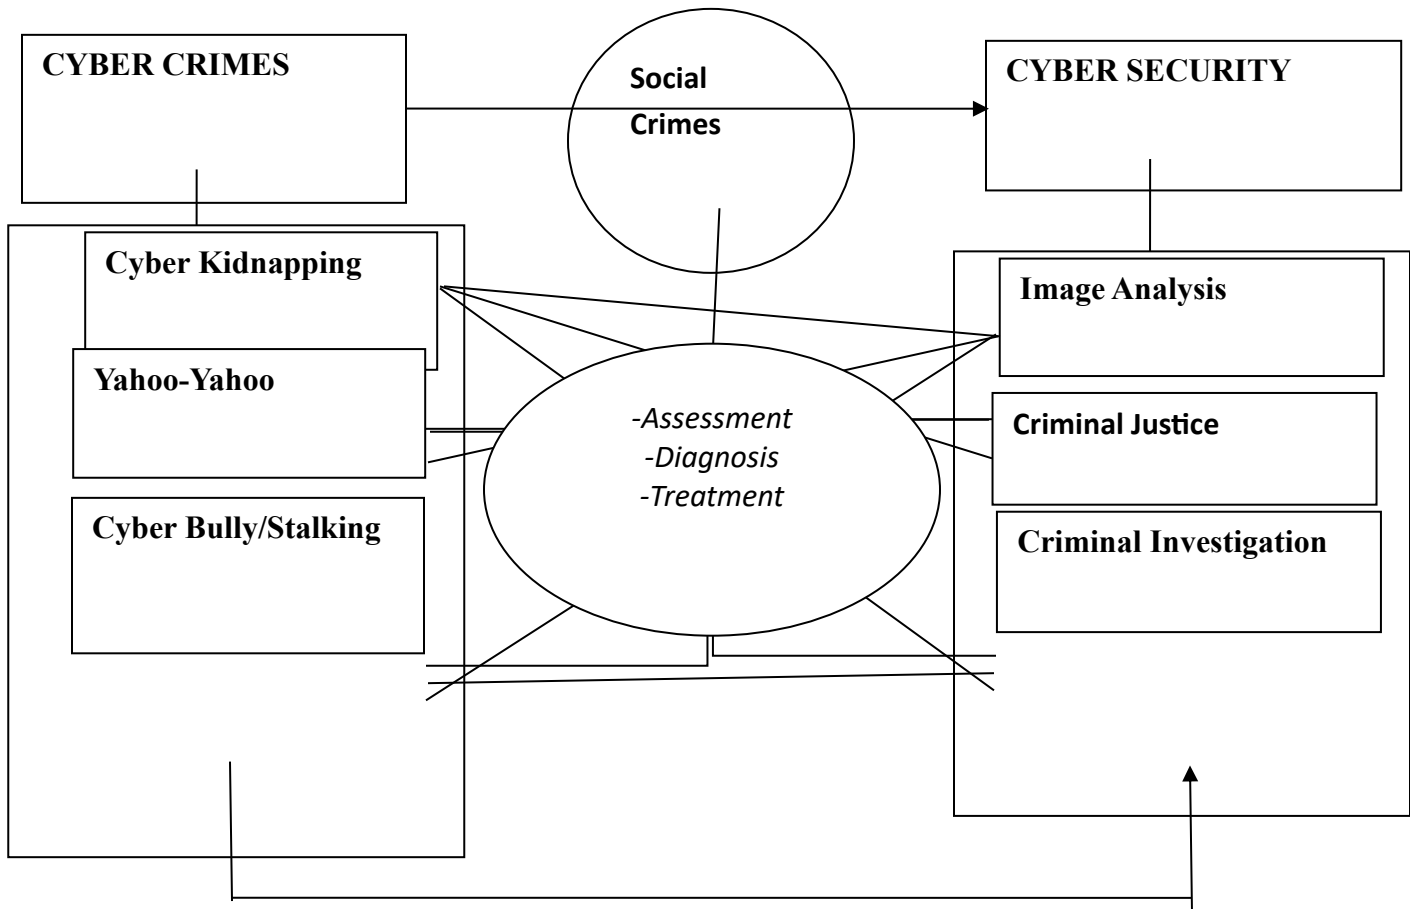 CYBER CRIMES
Social
Crimes
CYBER SECURITY
Cyber Kidnapping
Yahoo-Yahoo
Cyber Bully/Stalking
-Assessment
-Diagnosis
-Treatment
Image Analysis
Criminal Justice
Criminal Investigation